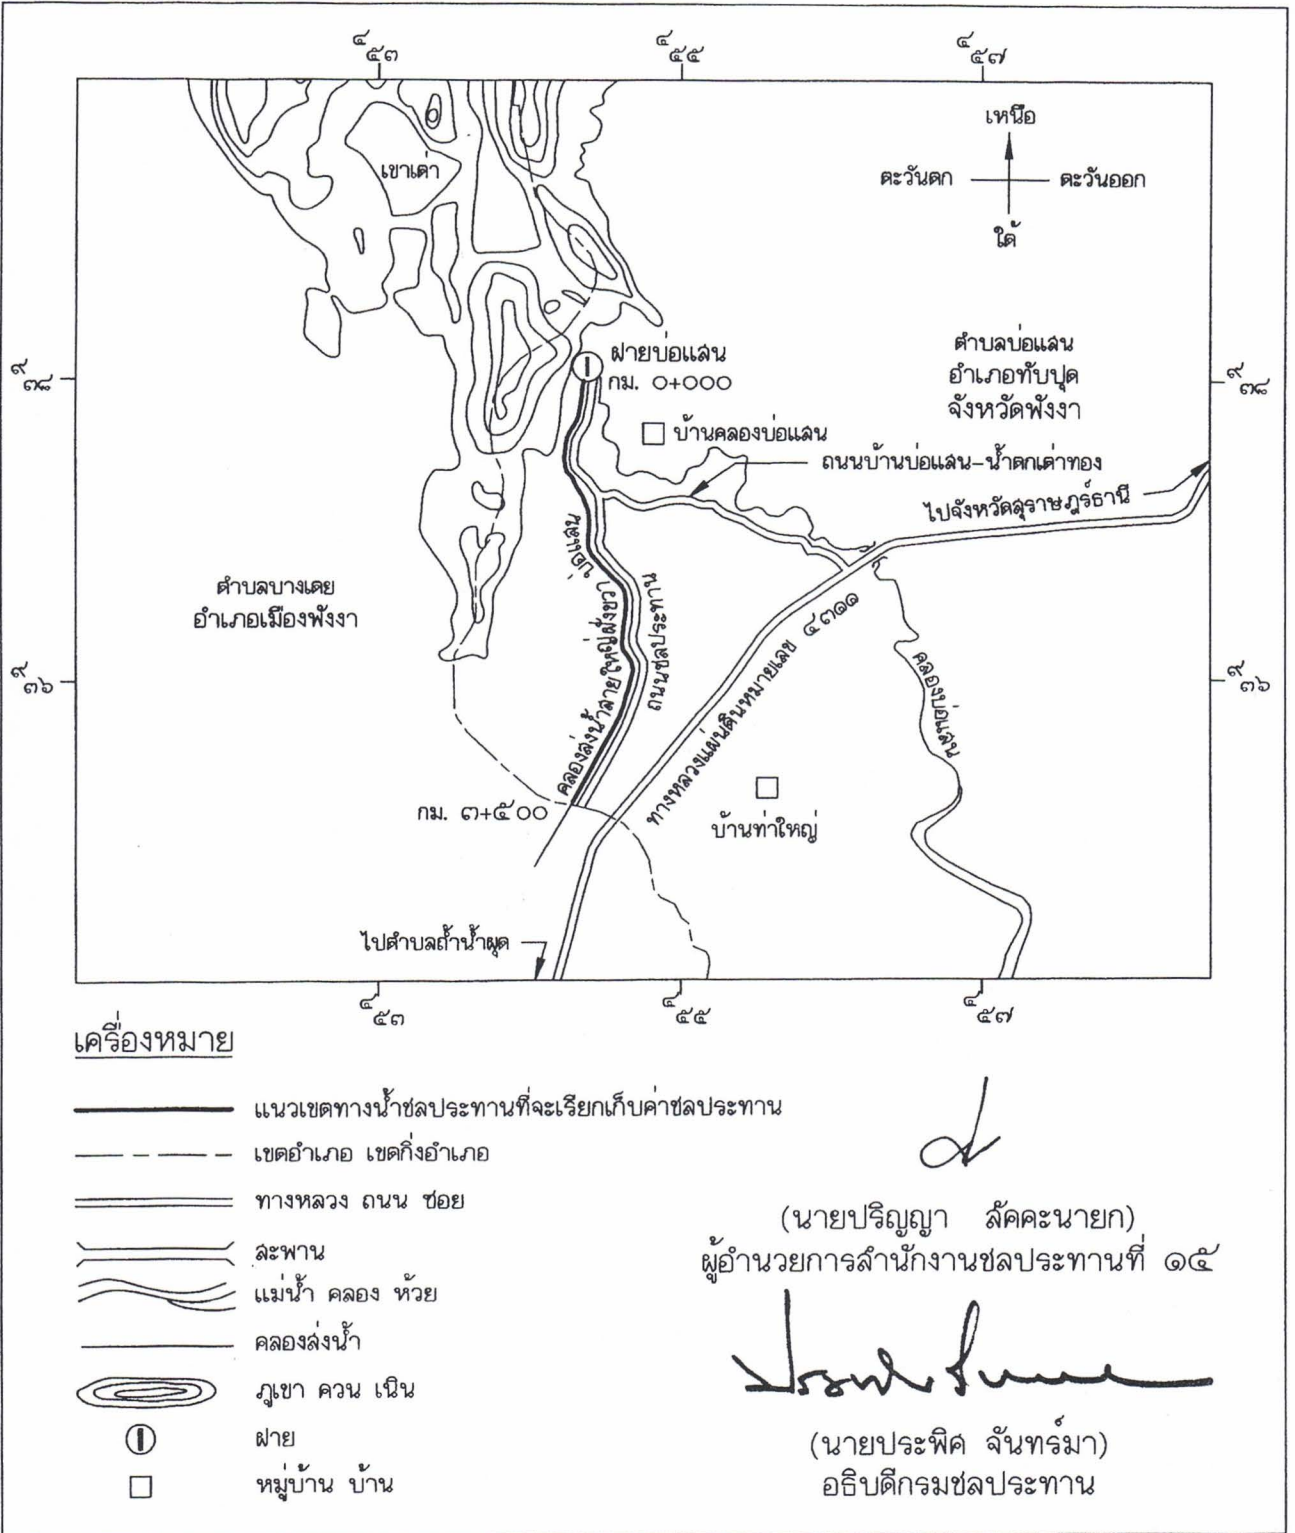 ๔๕๓ ๔๕๕ ๔๕๗
เหนือ
เขาเต่า
ตะวันตก ตะวันออก
ใต้
ฝายบ่อแสน
กม. ๐+๐๐๐
ตำบลบ่อแสน
อำเภอทับปุด
จังหวัดพังงา
๙๓๘ ๙๓๘
บ้านคลองบ่อแสน
ถนนบ้านบ่อแสน-น้ำตกเต่าทอง
ไปจังหวัดสุราษฎร์ธานี
ตำบลบางเตย
อำเภอเมืองพังงา
คลองส่งน้ำสายใหญ่ฝั่งขวา บ่อแสน
ถนนชลประทาน
ทางหลวงแผ่นดินหมายเลข ๔๓๑๑
คลองบ่อแสน
๙๓๖ ๙๓๖
กม. ๓+๕๐๐
บ้านท่าใหญ่
ไปตำบลถ้ำน้ำผุด
๔๕๓ ๔๕๕ ๔๕๗
เครื่องหมาย
แนวเขตทางน้ำชลประทานที่จะเรียกเก็บค่าชลประทาน
เขตอำเภอ เขตกิ่งอำเภอ
ทางหลวง ถนน ซอย
สะพาน
แม่น้ำ คลอง ห้วย
คลองส่งน้ำ
ภูเขา ควน เนิน
ฝาย
หมู่บ้าน บ้าน
(นายปริญญา สัคคะนายก)
ผู้อำนวยการสำนักงานชลประทานที่ ๑๕
(นายประพิศ จันทร์มา)
อธิบดีกรมชลประทาน